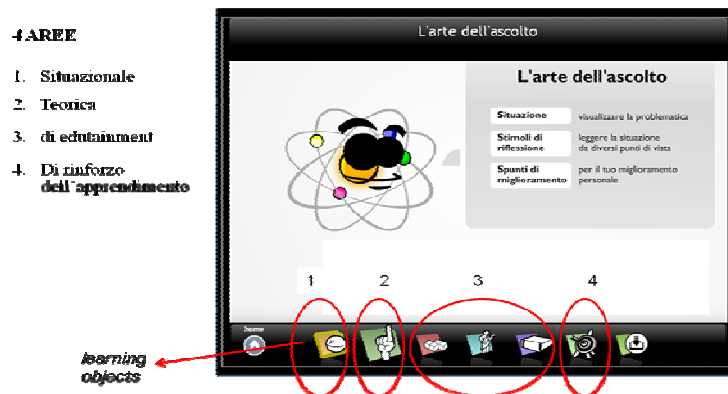 4 AREE
1. Situazionale
2. Teorica
3. di edutainment
4. Di rinforzo
dell'apprendimento
L'arte dell'ascolto
L'arte dell'ascolto
Situazione visualizzare la problematica
Stimoli di riflessione leggere la situazione
da diversi punti di vista
Spunti di miglioramento per il tuo miglioramento
personale
1 2 3 4
home
learning
objects